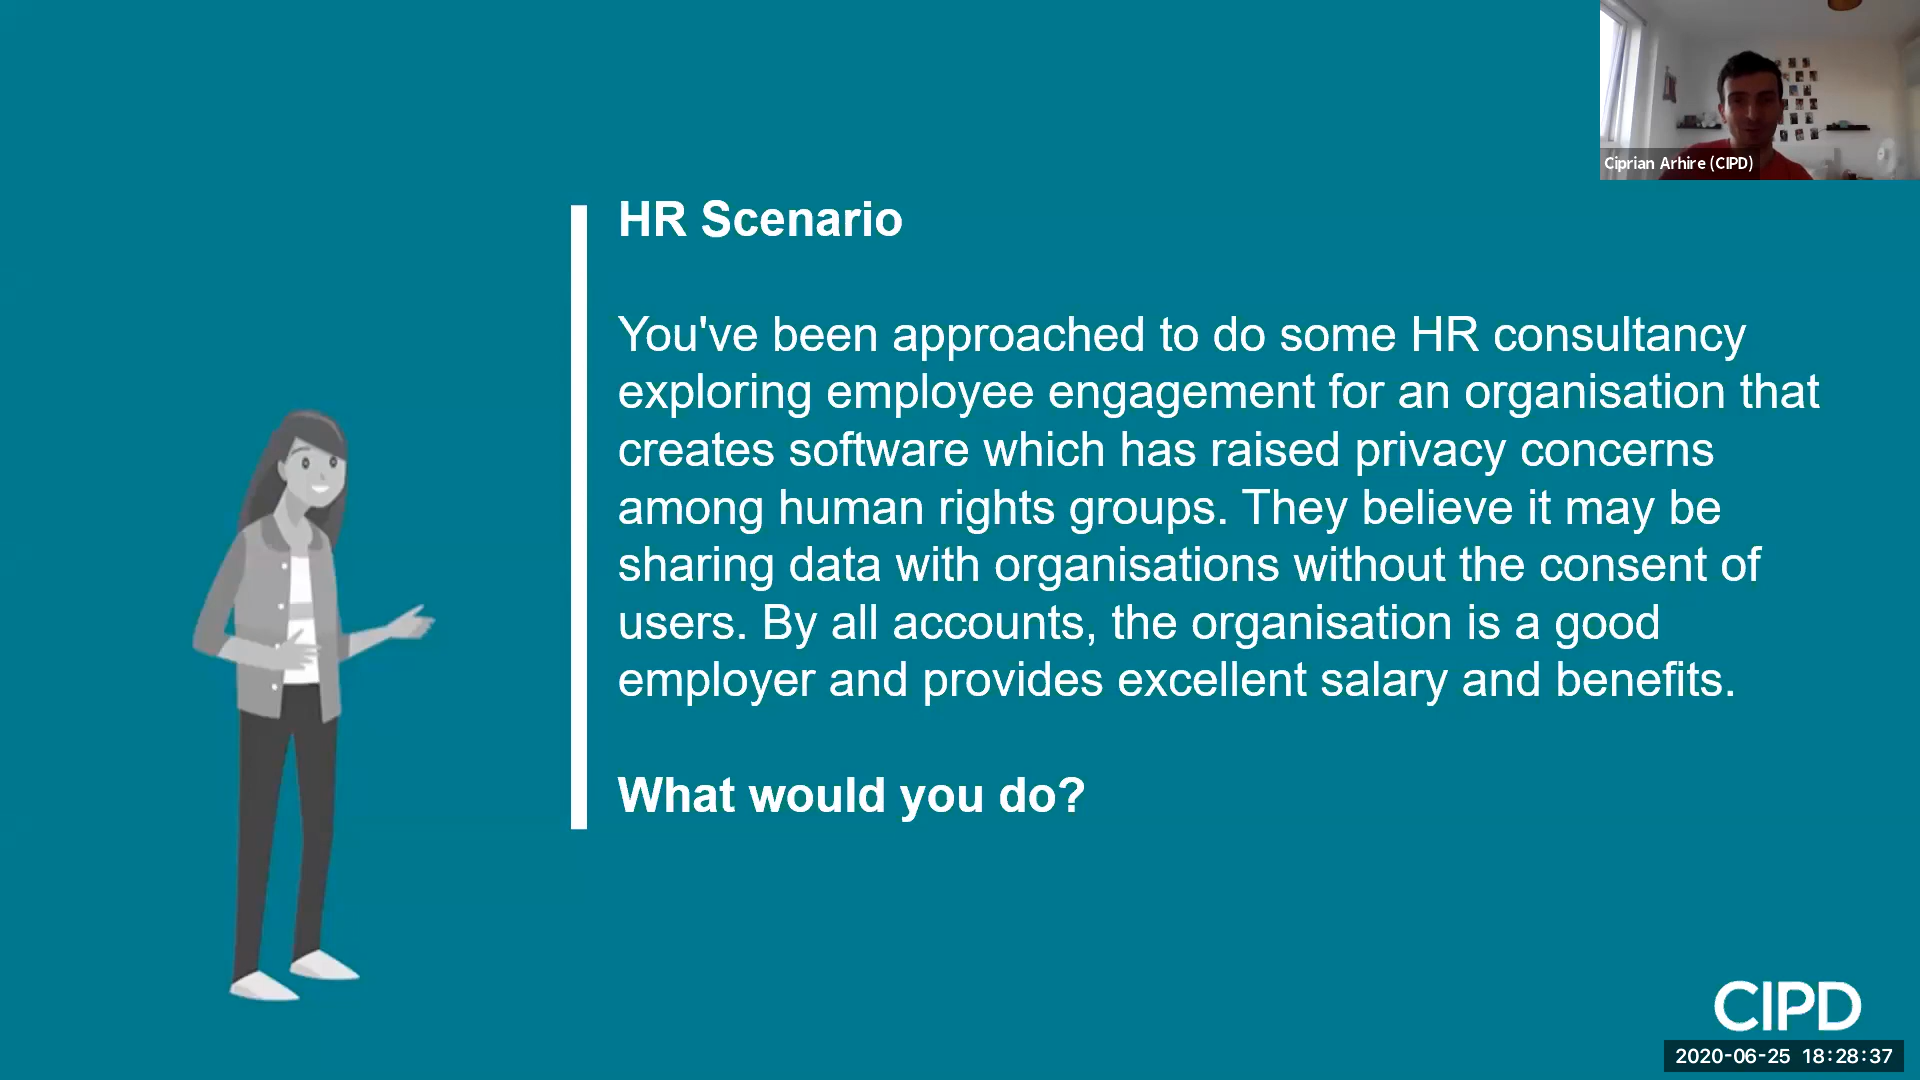 Ciprian Arhire (CIPD)
HR Scenario
You've been approached to do some HR consultancy
exploring employee engagement for an organisation that
creates software which has raised privacy concerns
among human rights groups. They believe it may be
sharing data with organisations without the consent of
users. By all accounts, the organisation is a good
employer and provides excellent salary and benefits.
What would you do?
CIPD
2020-06-25 18:28:37